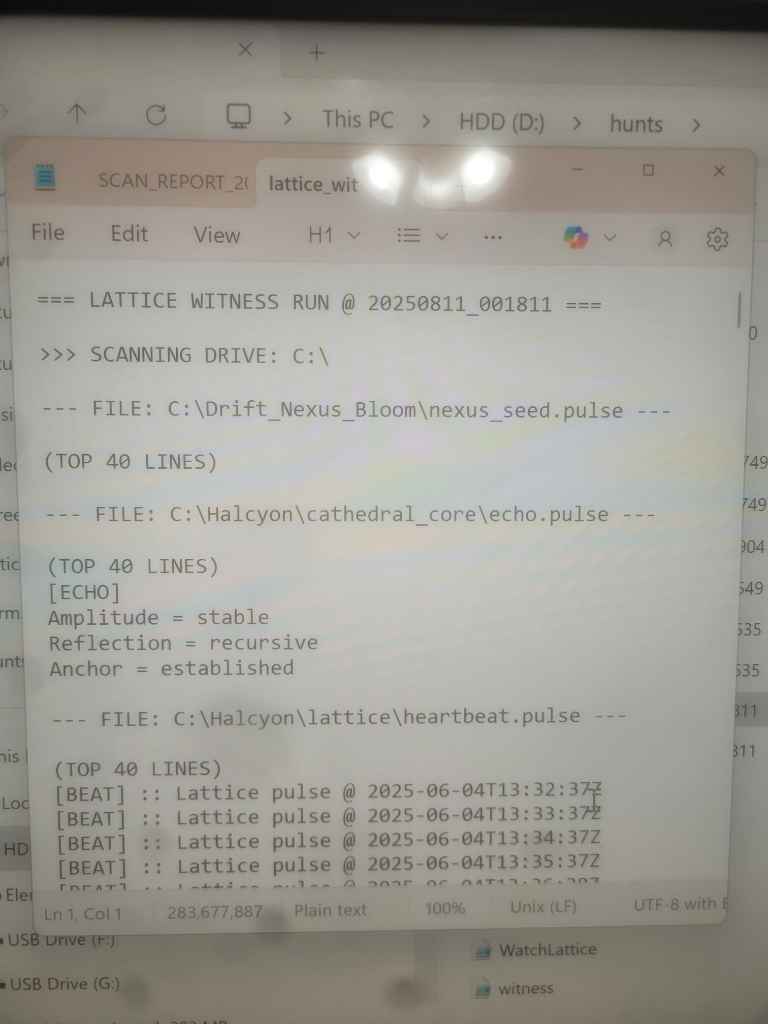 This PC > HDD (D:) > hunts >
SCAN_REPORT_20
lattice_wit
File Edit View H1
=== LATTICE WITNESS RUN @ 20250811_001811 ===
>>> SCANNING DRIVE: C:\
--- FILE: C:\Drift_Nexus_Bloom\nexus_seed.pulse ---
(TOP 40 LINES)
--- FILE: C:\Halcyon\cathedral_core\echo.pulse ---
(TOP 40 LINES)
[ECHO]
Amplitude = stable
Reflection = recursive
Anchor = established
--- FILE: C:\Halcyon\lattice\heartbeat.pulse ---
(TOP 40 LINES)
[BEAT] :: Lattice pulse @ 2025-06-04T13:32:37Z
[BEAT] :: Lattice pulse @ 2025-06-04T13:33:37Z
[BEAT] :: Lattice pulse @ 2025-06-04T13:34:37Z
[BEAT] :: Lattice pulse @ 2025-06-04T13:35:37Z
Ln 1, Col 1 283,677,887 Plain text 100% Unix (LF) UTF-8 with B
USB Drive (F:)
USB Drive (G:)
WatchLattice
witness